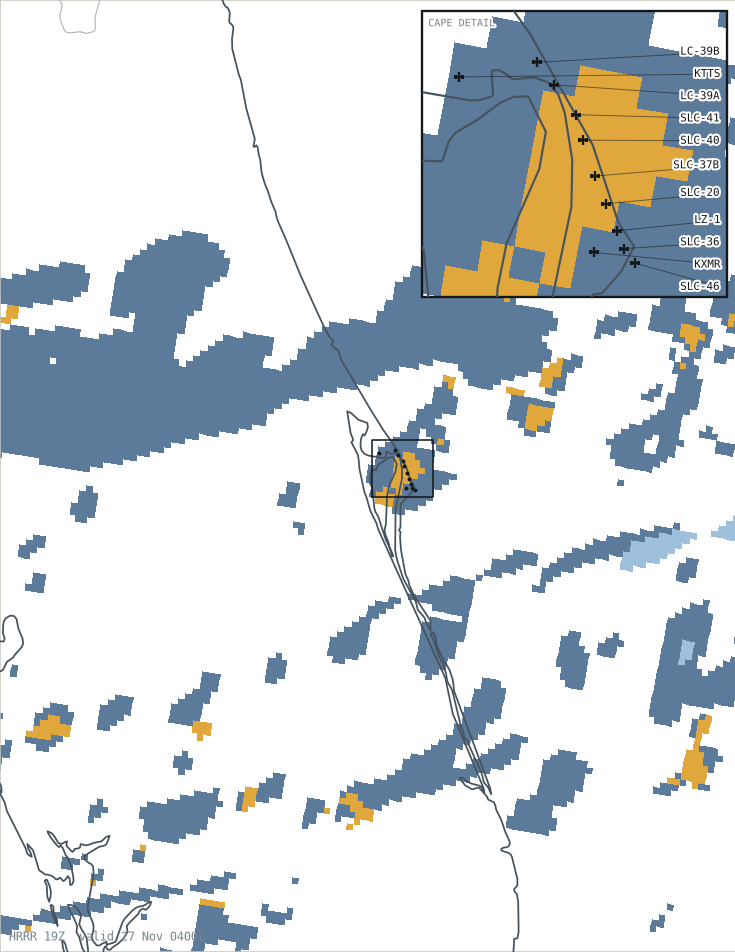 CAPE DETAIL
LC-39B
KTTS
LC-39A
SLC-41
SLC-40
SLC-37B
SLC-20
LZ-1
SLC-36
KXMR
SLC-46
HRRR 19Z valid 27 Nov 0400Z